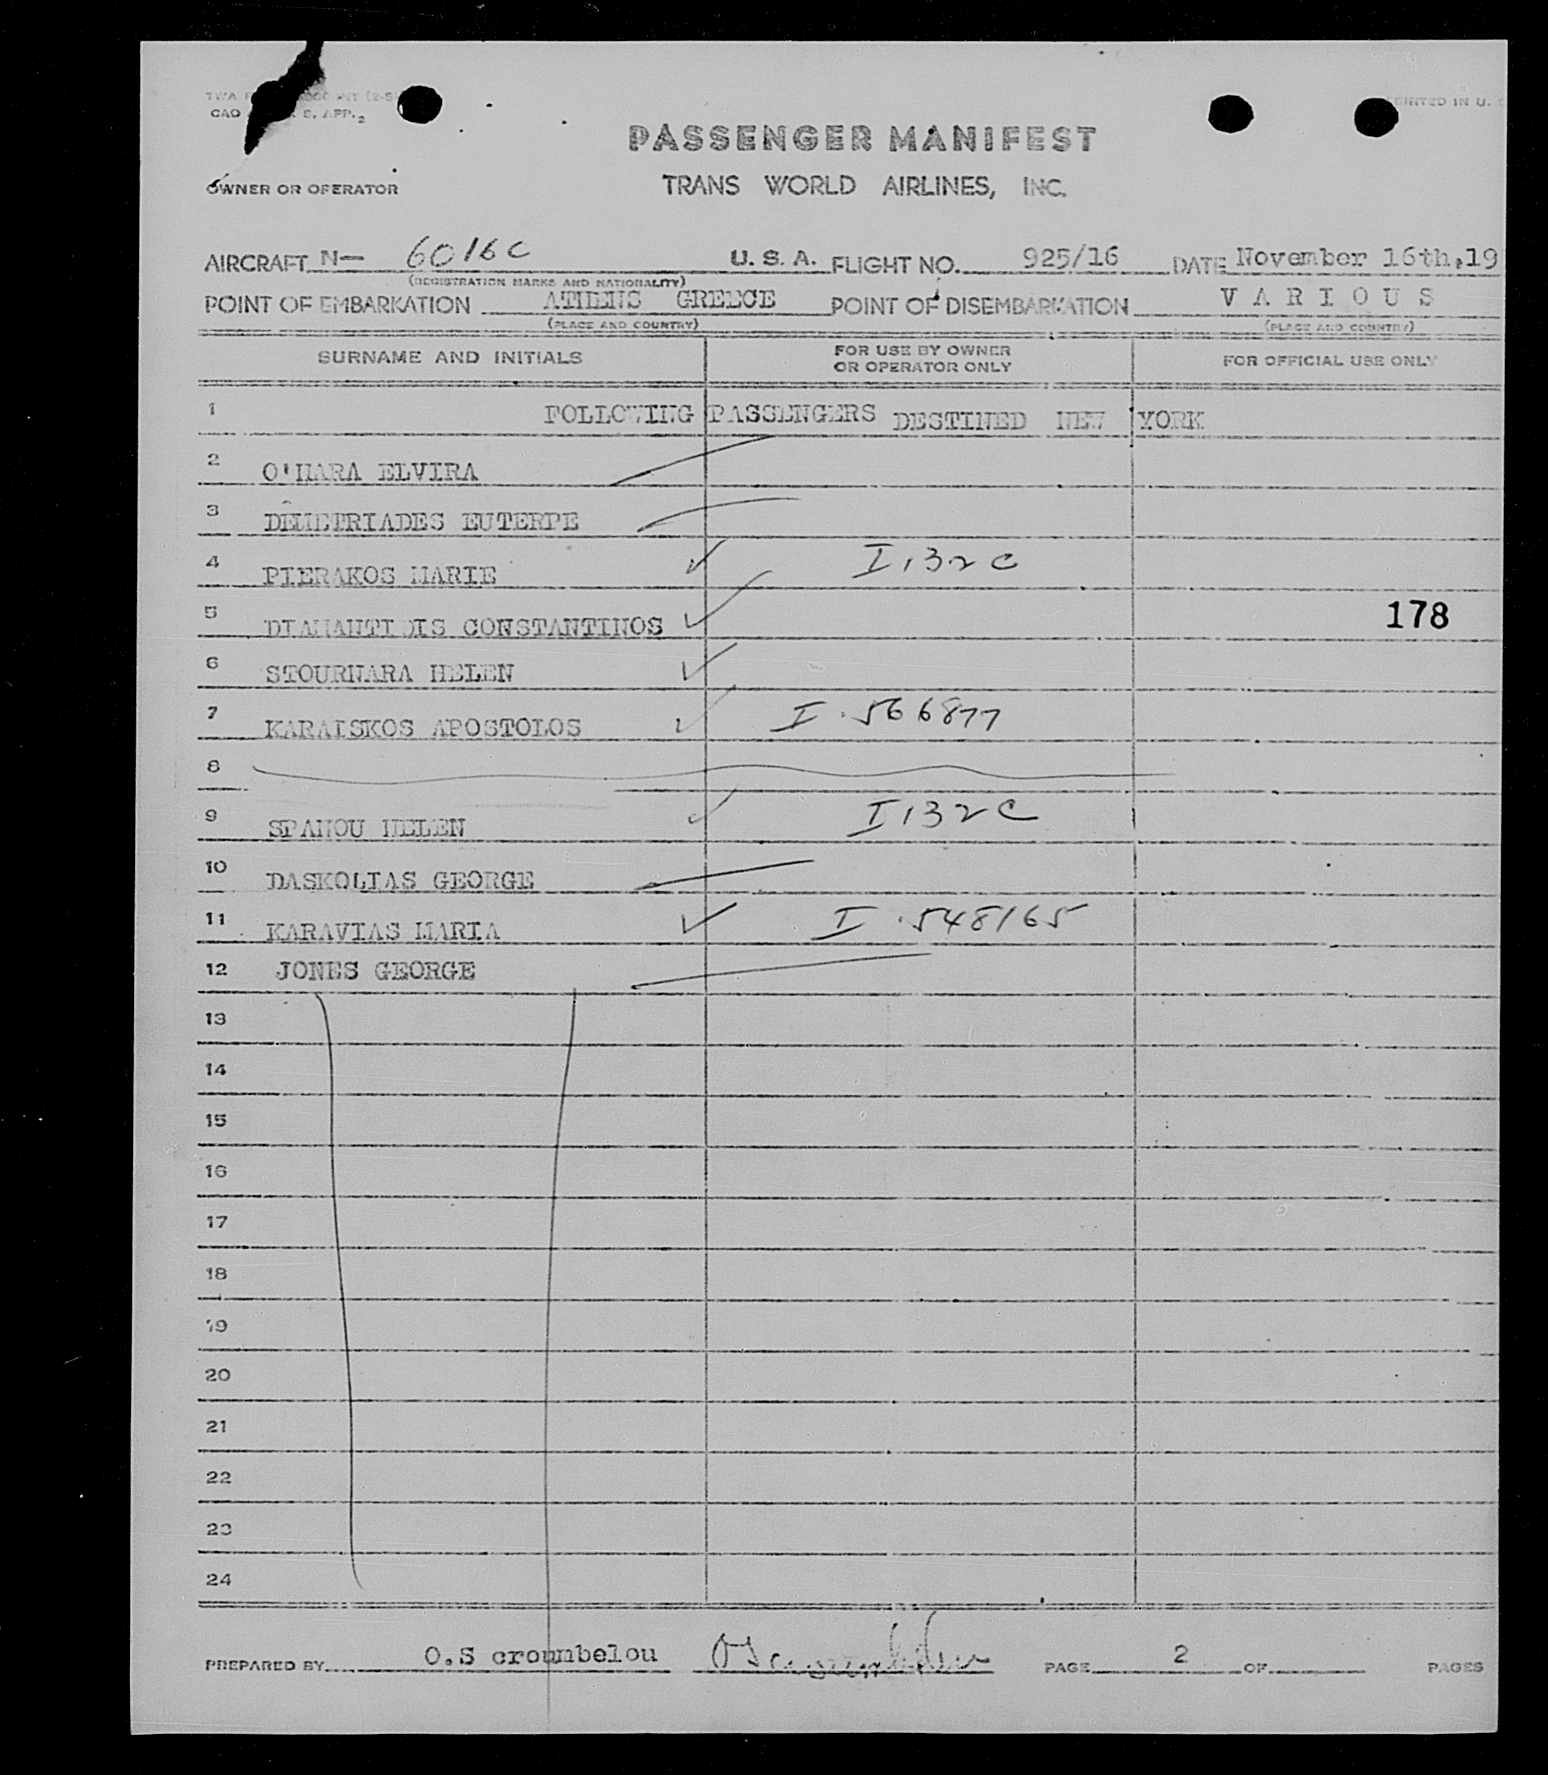 CAO
PASSENGER MANIFEST
OWNER OR OPERATOR
TRANS WORLD AIRLINES, INC.
AIRCRAFT N— 6016C U. S. A. FLIGHT NO. 925/16 DATE November 16th,19
(REGISTRATION MARKS AND NATIONALITY)
POINT OF EMBARKATION ATHENS GREECE POINT OF DISEMBARKATION VARIOUS
(PLACE AND COUNTRY) (PLACE AND COUNTRY)
SURNAME AND INITIALS FOR USE BY OWNER OR OPERATOR ONLY FOR OFFICIAL USE ONLY
1 FOLLOWING PASSENGERS DESTINED NEW YORK
2 O'HARA ELVIRA
3 DEMETRIADES EUTERPE
4 PIERAKOS MARIE ✓ I,32C
5 DIAMANTIDIS CONSTANTINOS ✓ 178
6 STOURNARA HELEN ✓
7 KARAISKOS APOSTOLOS ✓ I.566877
8
9 SPANOU HELEN ✓ I132C
10 DASKOLIAS GEORGE
11 KARAVIAS MARIA ✓ I.548165
12 JONES GEORGE
13
14
15
16
17
18
19
20
21
22
23
24
PREPARED BY O.S croumbelou PAGE 2 OF PAGES